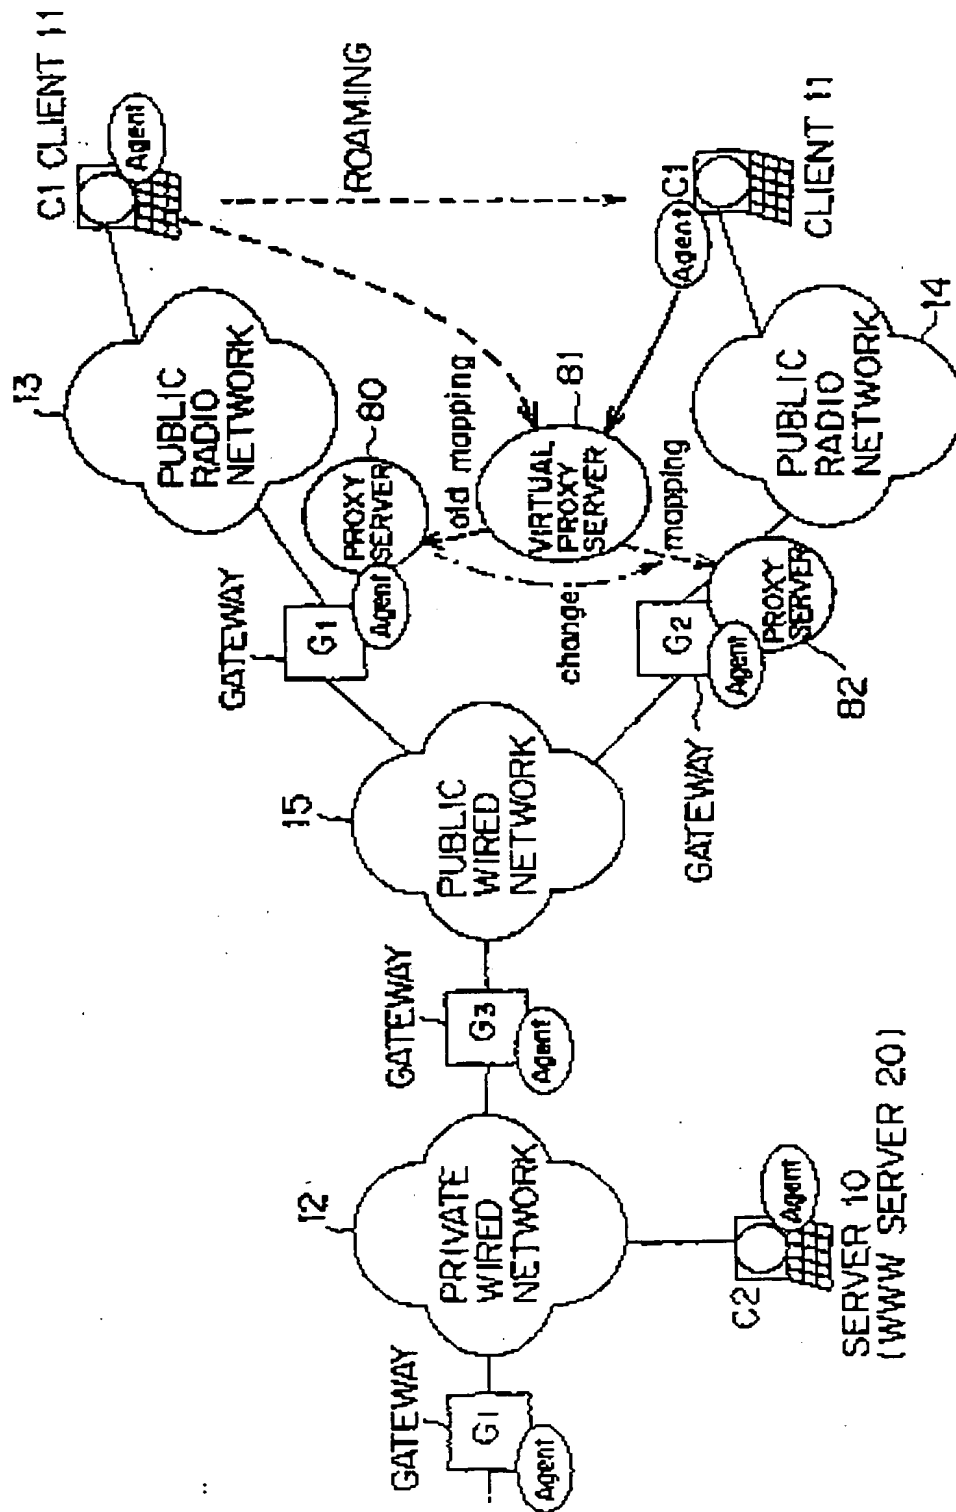 C1 CLIENT 11
Agent
ROAMING
C1
Agent
CLIENT 11
13
PUBLIC
RADIO
NETWORK
14
PUBLIC
RADIO
NETWORK
80
PROXY
SERVER
Agent
old mapping
81
VIRTUAL
PROXY
SERVER
mapping
change
GATEWAY
G1
G2
Agent
PROXY
SERVER
82
GATEWAY
15
PUBLIC
WIRED
NETWORK
GATEWAY
G3
Agent
12
PRIVATE
WIRED
NETWORK
C2
Agent
SERVER 10
(WWW SERVER 20)
GATEWAY
G1
Agent